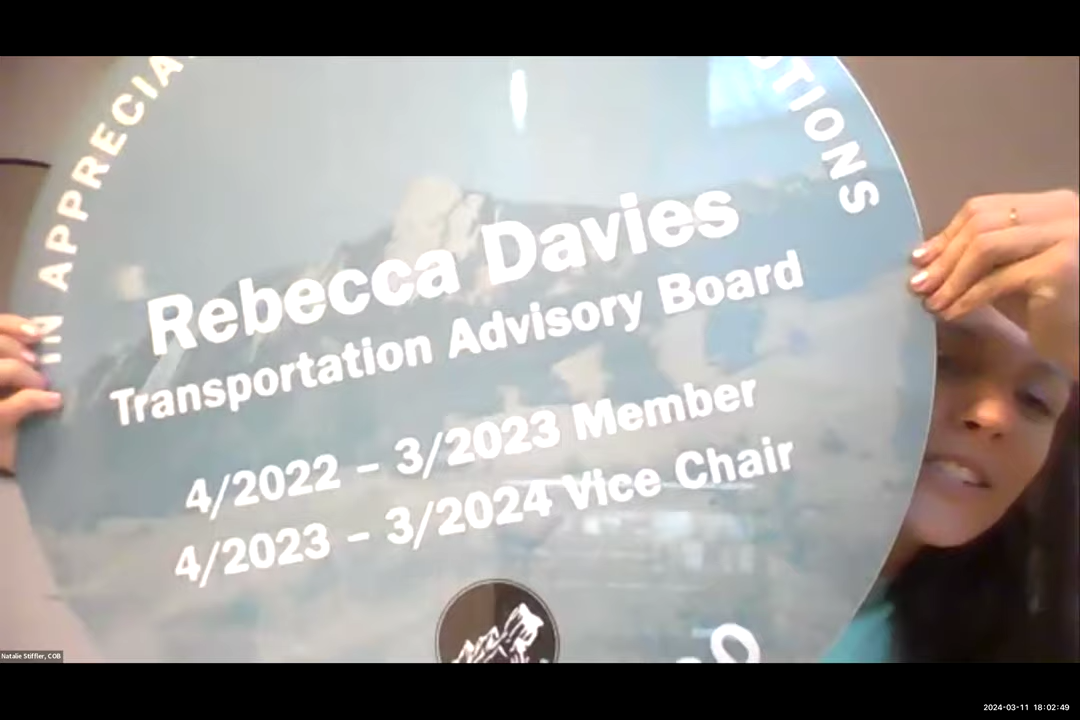 IN APPRECIA
OTIONS
Rebecca Davies
Transportation Advisory Board
4/2022 – 3/2023 Member
4/2023 – 3/2024 Vice Chair
Natalie Stiffler, COB
2024-03-11 18:02:49